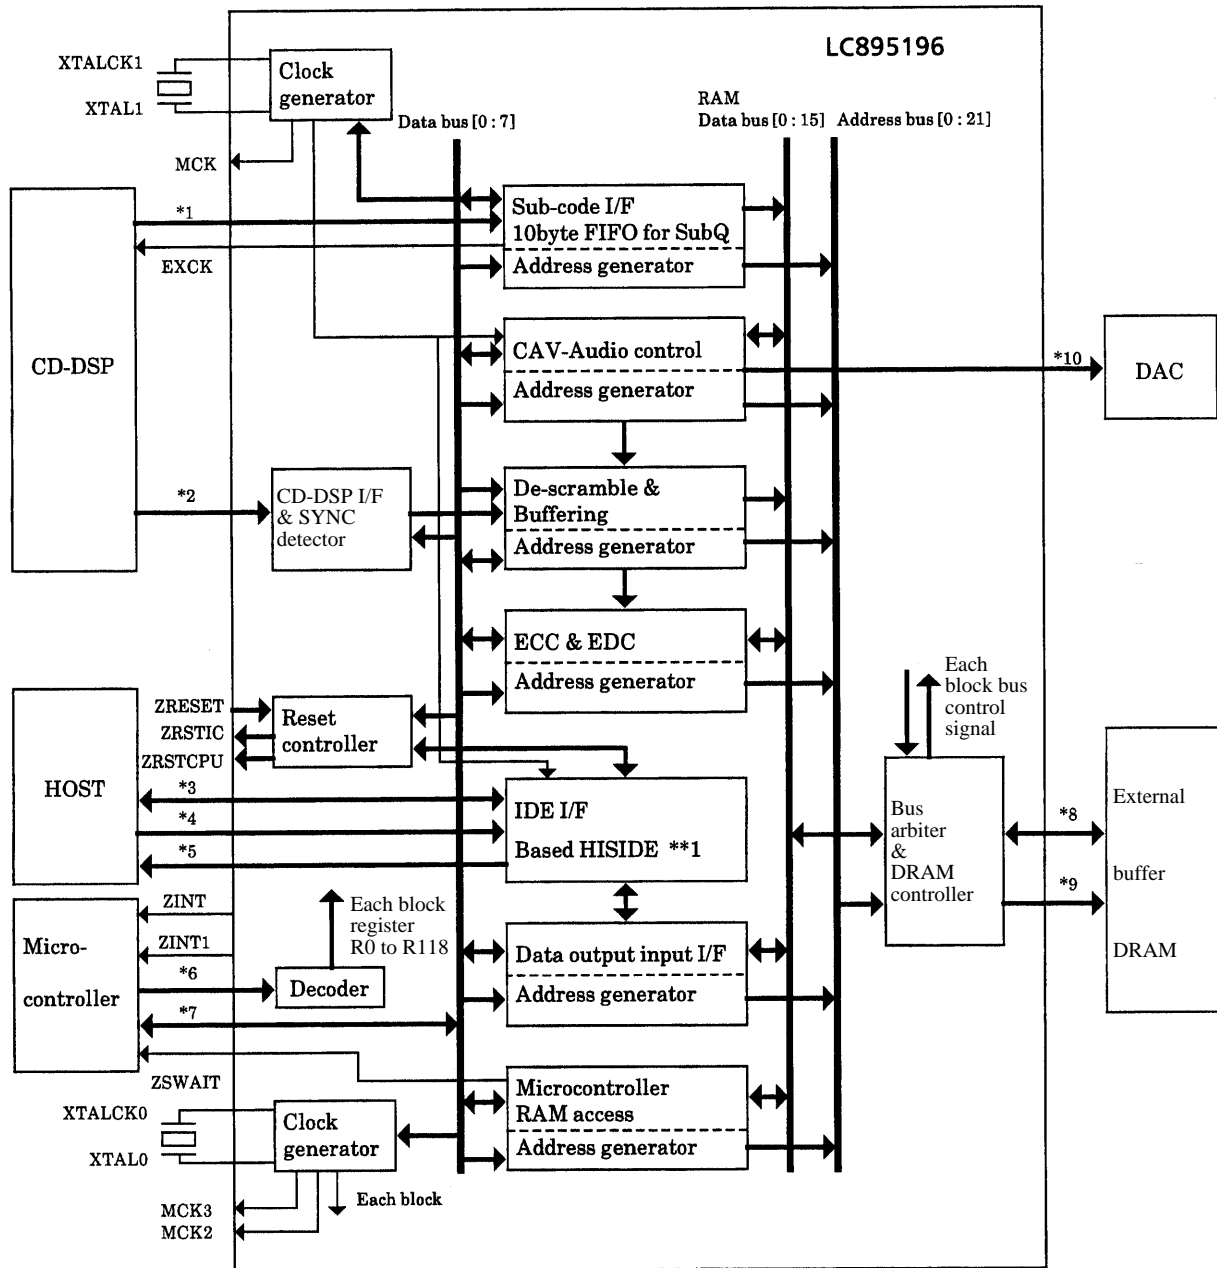 LC895196
XTALCK1
XTAL1
Clock
generator
MCK
Data bus [0 : 7]
RAM
Data bus [0 : 15]
Address bus [0 : 21]
CD-DSP
*1
EXCK
Sub-code I/F
10byte FIFO for SubQ
Address generator
CAV-Audio control
Address generator
*10
DAC
*2
CD-DSP I/F
& SYNC
detector
De-scramble &
Buffering
Address generator
ECC & EDC
Address generator
Each
block bus
control
signal
HOST
ZRESET
ZRSTIC
ZRSTCPU
Reset
controller
*3
*4
*5
IDE I/F
Based HISIDE **1
Bus
arbiter
&
DRAM
controller
*8
*9
External
buffer
DRAM
Micro-
controller
ZINT
ZINT1
*6
*7
ZSWAIT
Each block
register
R0 to R118
Decoder
Data output input I/F
Address generator
Microcontroller
RAM access
Address generator
XTALCK0
XTAL0
Clock
generator
Each block
MCK3
MCK2